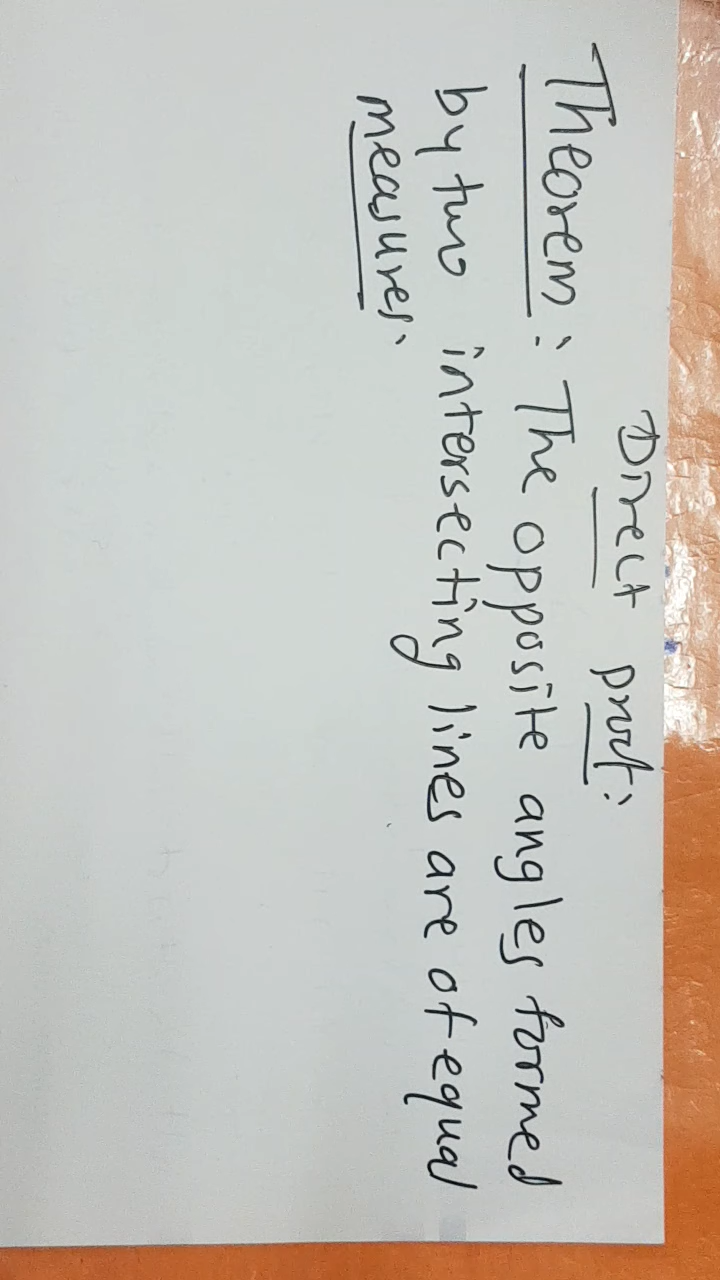 Direct proof:
Theorem: The opposite angles formed
by two intersecting lines are of equal
measures.